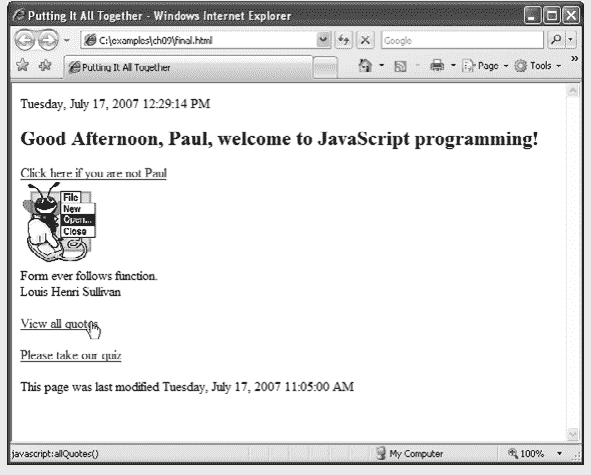 Putting It All Together - Windows Internet Explorer
C:\examples\ch09\final.html
Google
Putting It All Together
Page
Tools
»
Tuesday, July 17, 2007 12:29:14 PM
Good Afternoon, Paul, welcome to JavaScript programming!
Click here if you are not Paul
File
New
Open...
Close
Form ever follows function.
Louis Henri Sullivan
View all quotes
Please take our quiz
This page was last modified Tuesday, July 17, 2007 11:05:00 AM
javascript:allQuotes()
My Computer
100%